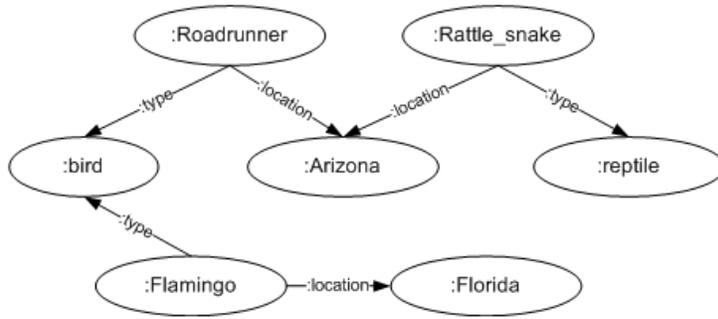 :Roadrunner
:Rattle_snake
:type
:location
:location
:type
:bird
:Arizona
:reptile
:type
:Flamingo
:location
:Florida